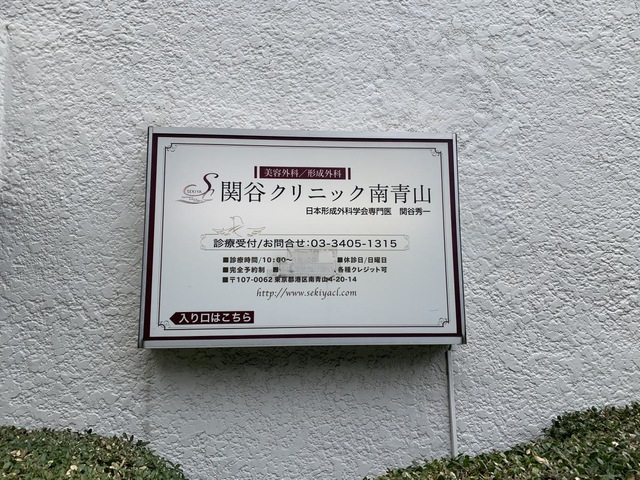 美容外科／形成外科
S SEKIYA 関谷クリニック南青山
日本形成外科学会専門医 関谷秀一
診療受付/お問合せ:03-3405-1315
■診療時間/10:00～ ■休診日/日曜日
■完全予約制 ■ 各種クレジット可
■〒107-0062 東京都港区南青山4-20-14
http://www.sekiyacl.com
入り口はこちら